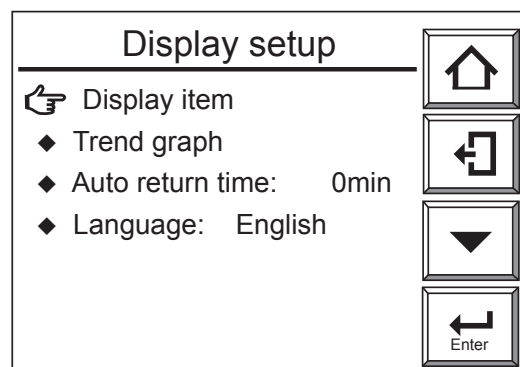 Display setup
Display item
Trend graph
Auto return time: 0min
Language: English
Enter